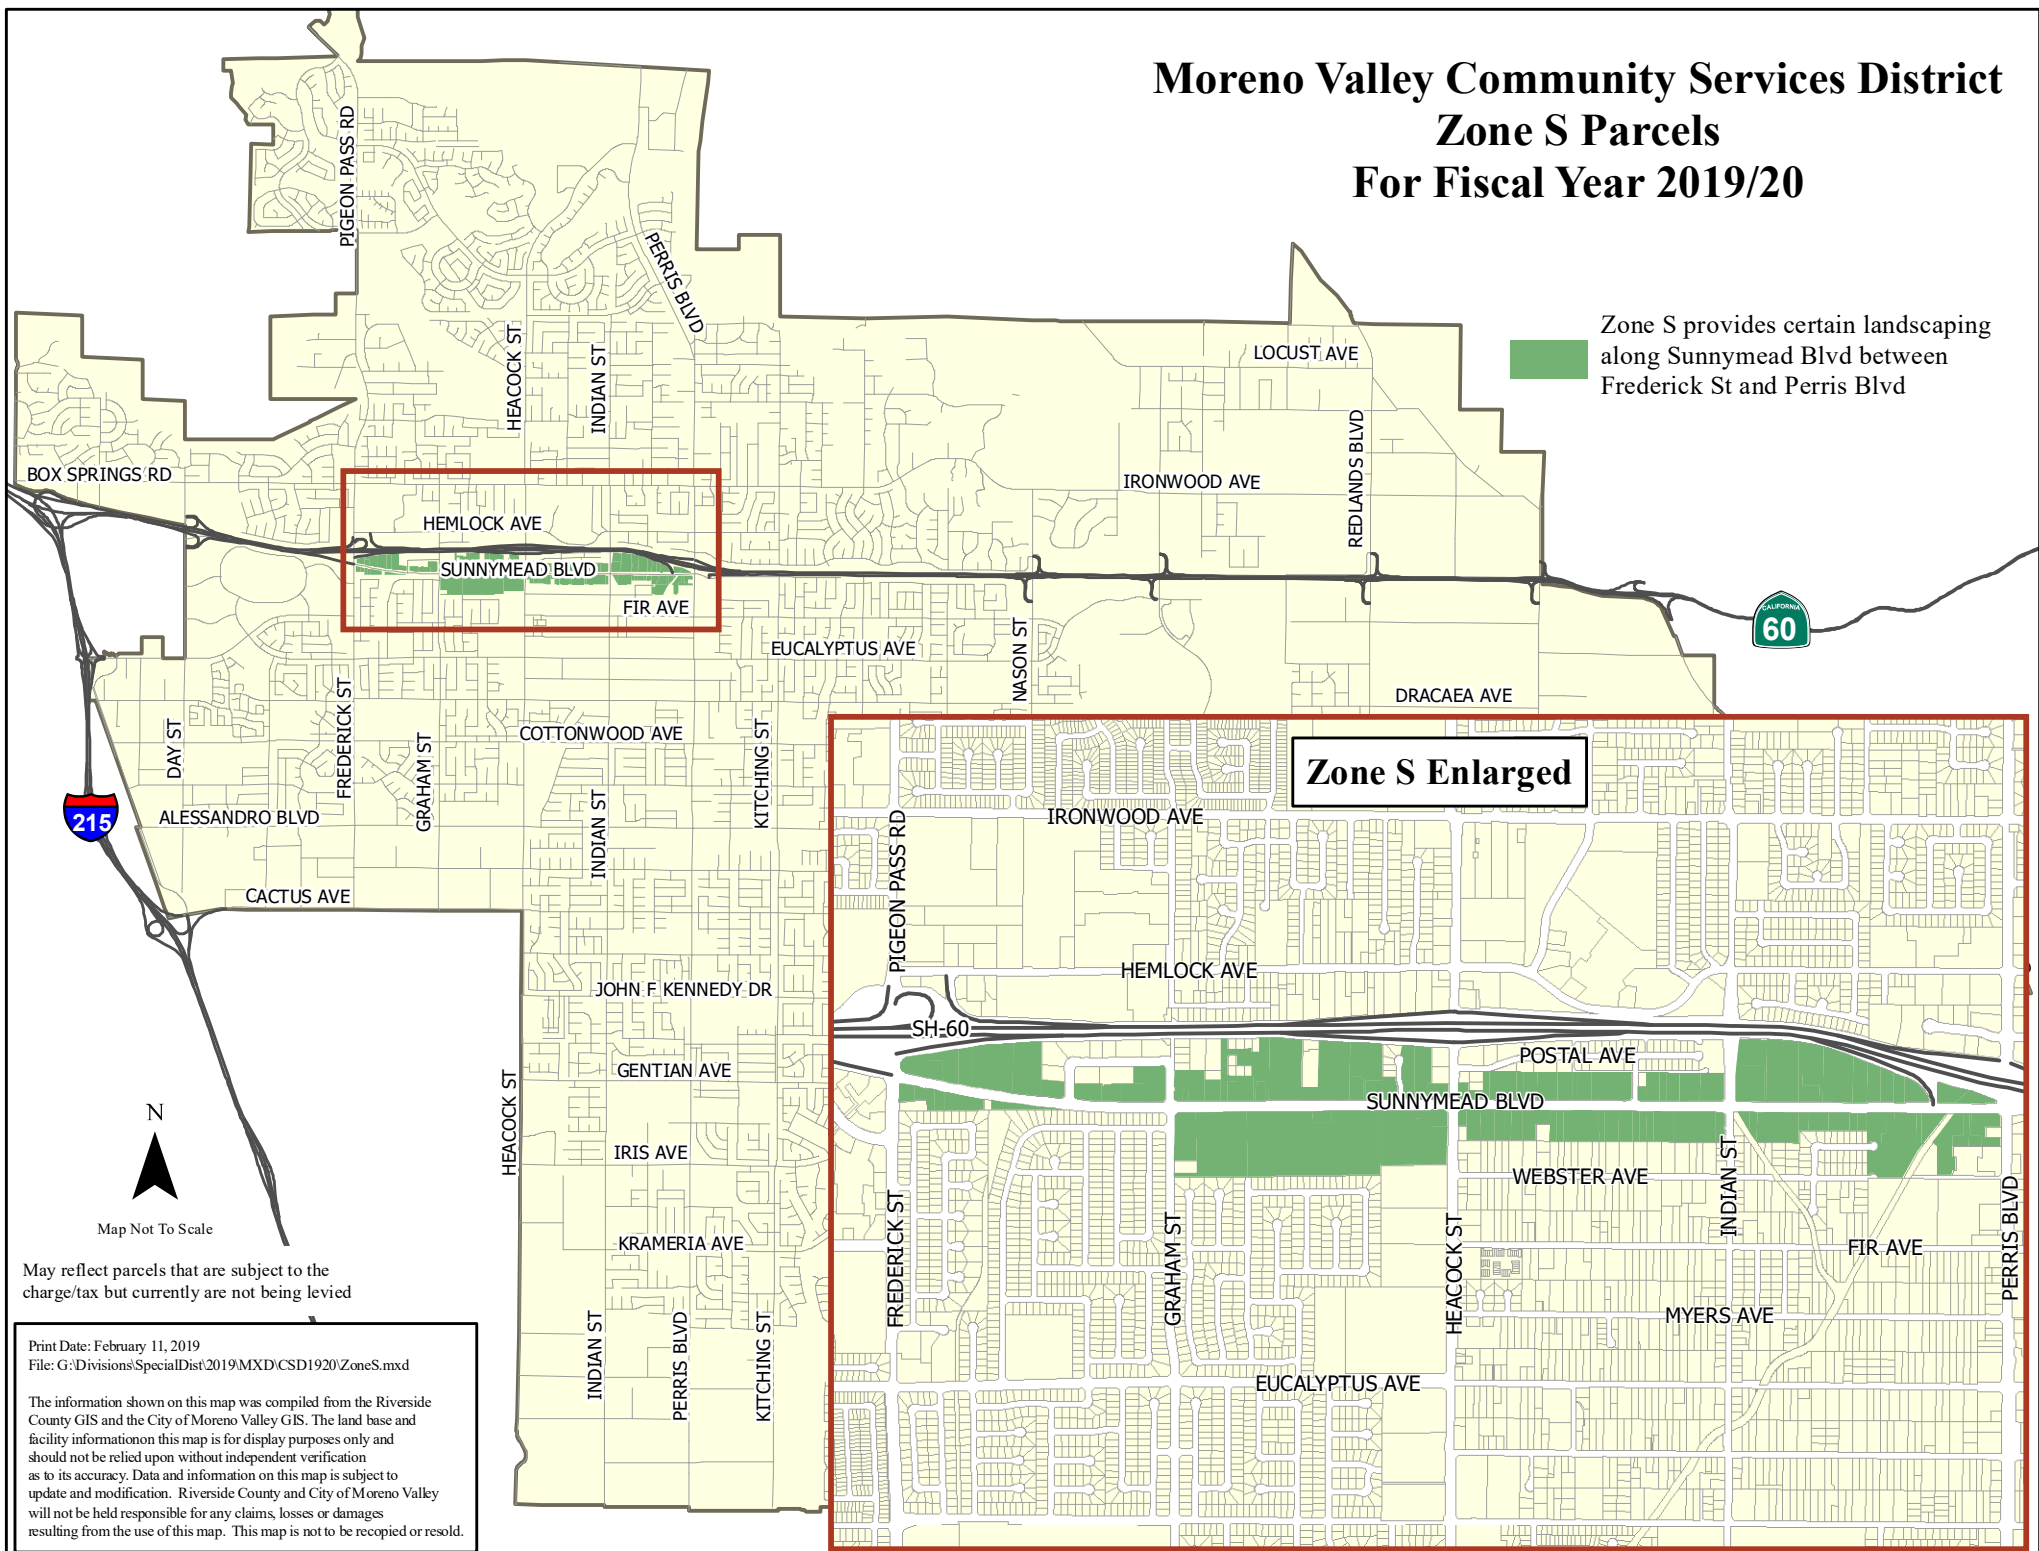 Moreno Valley Community Services District
Zone S Parcels
For Fiscal Year 2019/20
Zone S provides certain landscaping
along Sunnymead Blvd between
Frederick St and Perris Blvd
PIGEON PASS RD
PERRIS BLVD
HEACOCK ST
INDIAN ST
LOCUST AVE
REDLANDS BLVD
BOX SPRINGS RD
IRONWOOD AVE
HEMLOCK AVE
SUNNYMEAD BLVD
FIR AVE
CALIFORNIA
60
EUCALYPTUS AVE
NASON ST
DRACAEA AVE
DAY ST
FREDERICK ST
GRAHAM ST
COTTONWOOD AVE
KITCHING ST
215
ALESSANDRO BLVD
INDIAN ST
CACTUS AVE
JOHN F KENNEDY DR
GENTIAN AVE
HEACOCK ST
IRIS AVE
KRAMERIA AVE
INDIAN ST
PERRIS BLVD
KITCHING ST
Zone S Enlarged
IRONWOOD AVE
PIGEON PASS RD
HEMLOCK AVE
SH-60
POSTAL AVE
SUNNYMEAD BLVD
WEBSTER AVE
INDIAN ST
FREDERICK ST
GRAHAM ST
HEACOCK ST
FIR AVE
PERRIS BLVD
MYERS AVE
EUCALYPTUS AVE
N
Map Not To Scale
May reflect parcels that are subject to the
charge/tax but currently are not being levied
Print Date: February 11, 2019
File: G:\Divisions\SpecialDist\2019\MXD\CSD1920\ZoneS.mxd
The information shown on this map was compiled from the Riverside
County GIS and the City of Moreno Valley GIS. The land base and
facility informationon this map is for display purposes only and
should not be relied upon without independent verification
as to its accuracy. Data and information on this map is subject to
update and modification. Riverside County and City of Moreno Valley
will not be held responsible for any claims, losses or damages
resulting from the use of this map. This map is not to be recopied or resold.